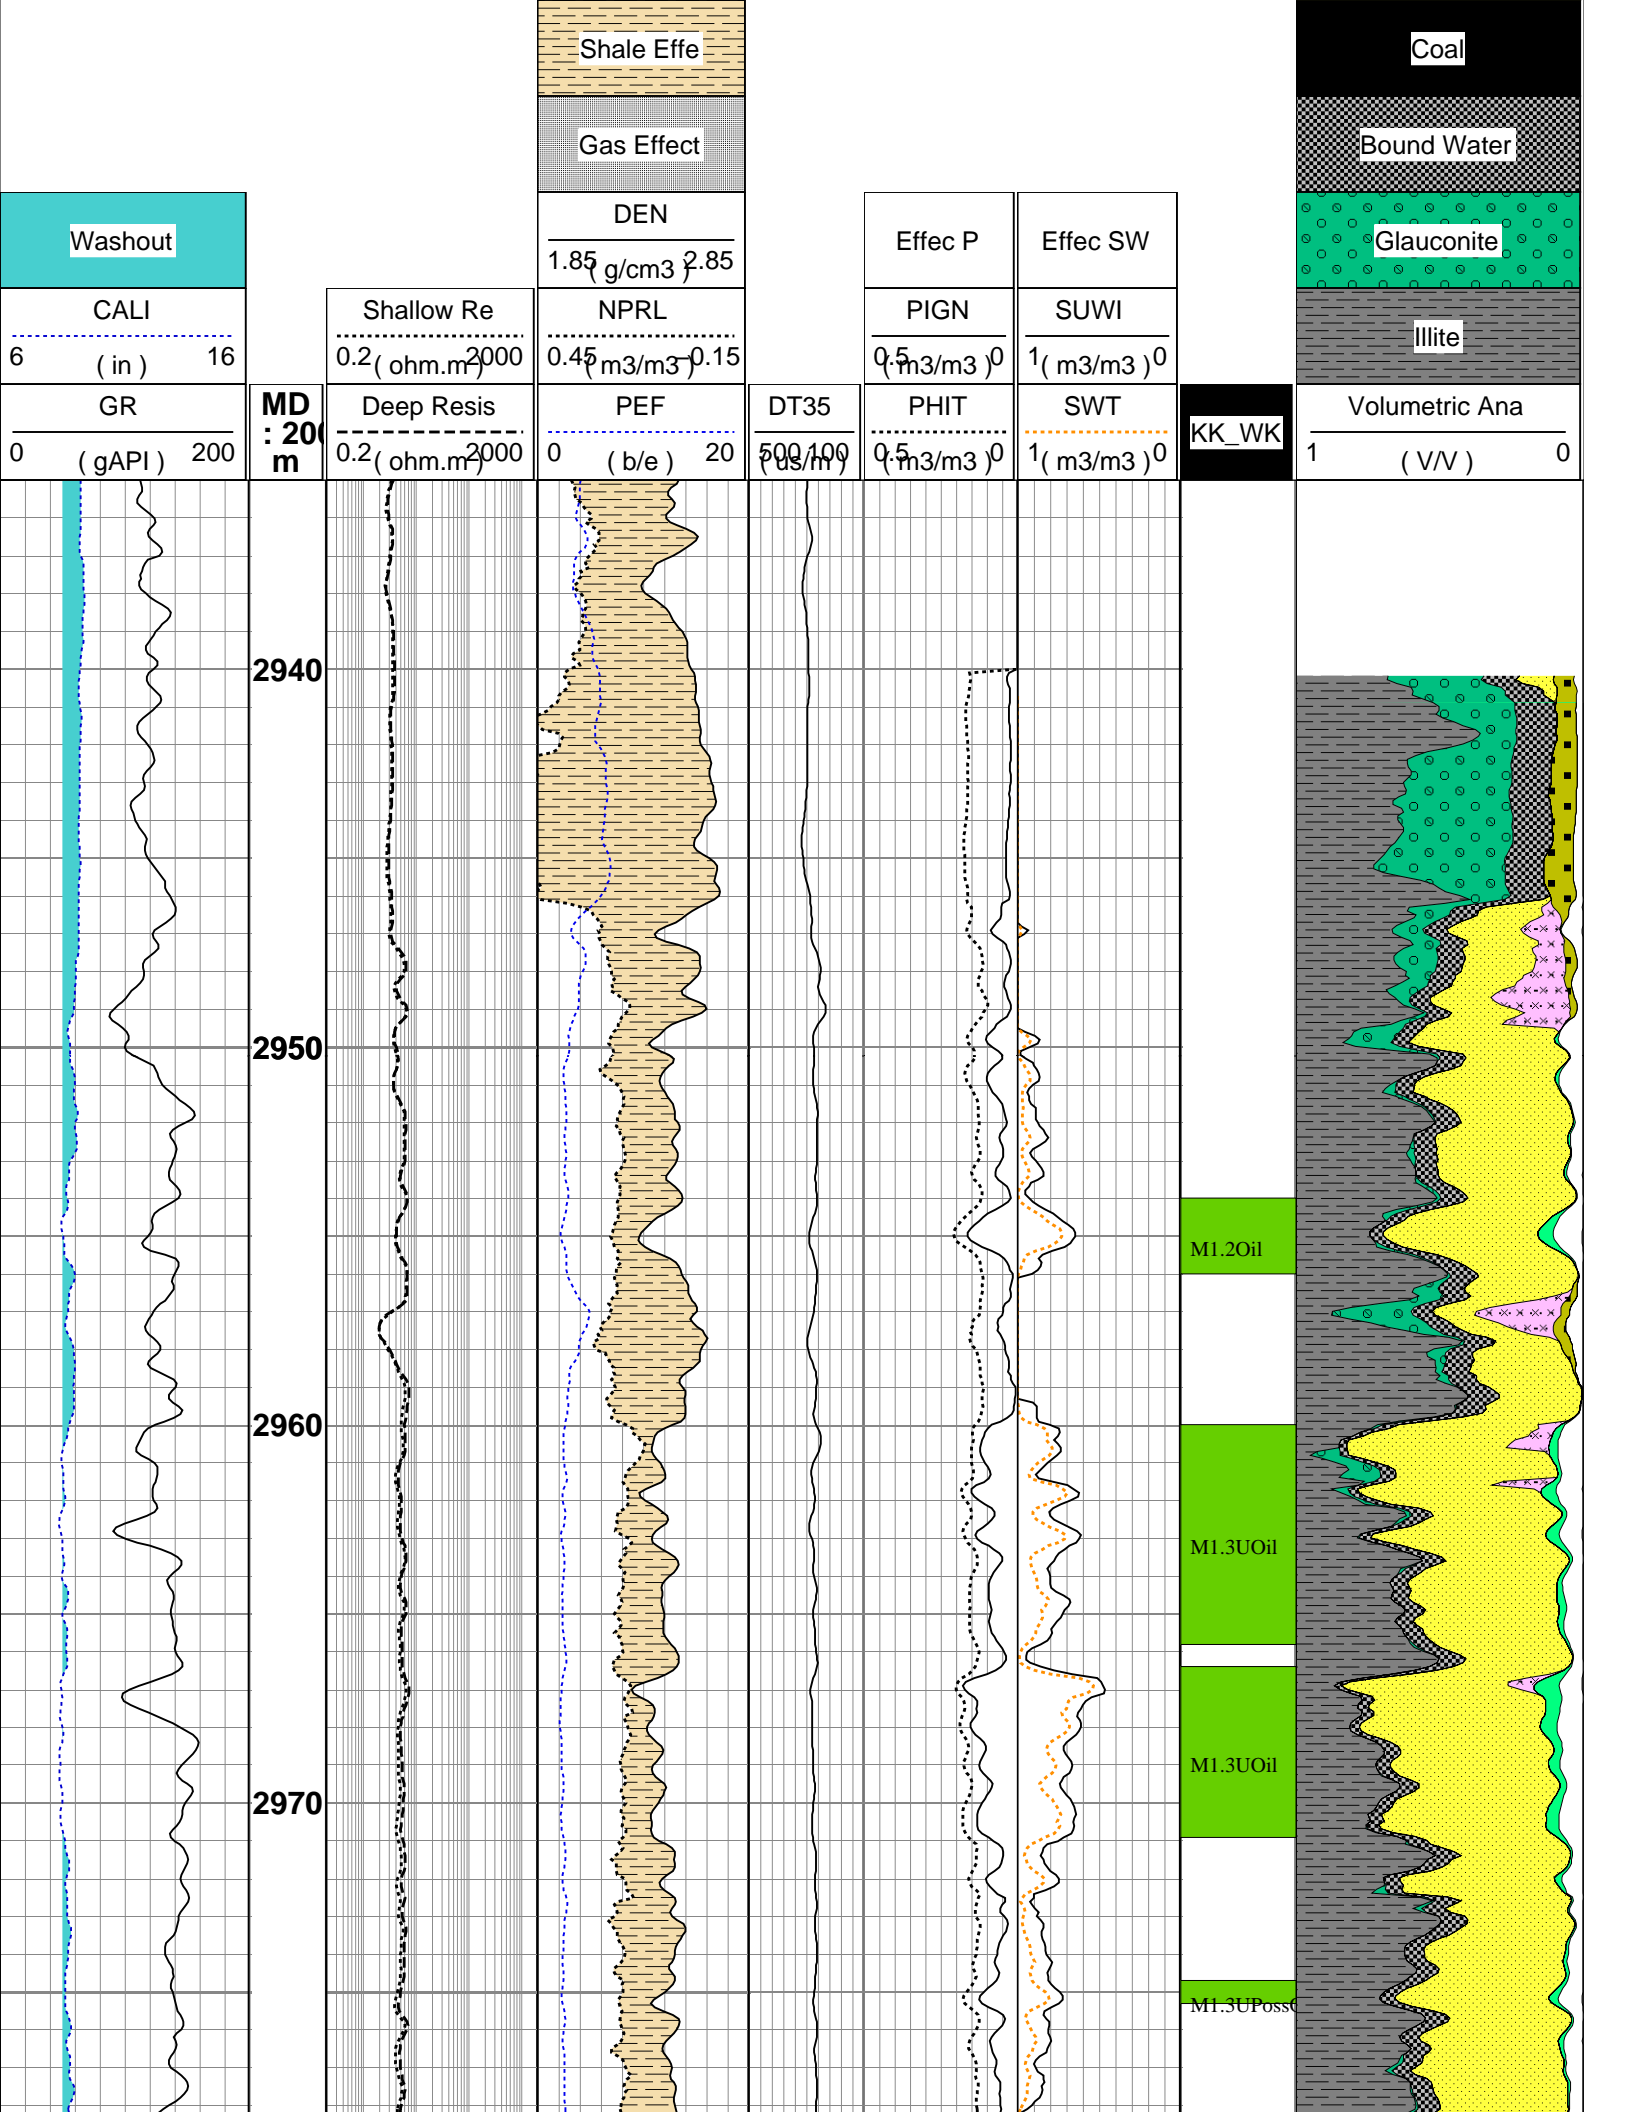 Shale Effe
Coal
Gas Effect
Bound Water
Washout
DEN
1.85 ( g/cm3 ) 2.85
Effec P
Effec SW
Glauconite
CALI
6 ( in ) 16
Shallow Re
0.2 ( ohm.m ) 2000
NPRL
0.45 ( m3/m3 ) −0.15
PIGN
0.5 ( m3/m3 ) 0
SUWI
1 ( m3/m3 ) 0
Illite
GR
0 ( gAPI ) 200
MD
: 200
m
Deep Resis
0.2 ( ohm.m ) 2000
PEF
0 ( b/e ) 20
DT35
500 ( us/m ) 100
PHIT
0.5 ( m3/m3 ) 0
SWT
1 ( m3/m3 ) 0
KK_WK
Volumetric Ana
1 ( V/V ) 0
2940
2950
M1.2Oil
2960
M1.3UOil
M1.3UOil
2970
M1.3UPoss